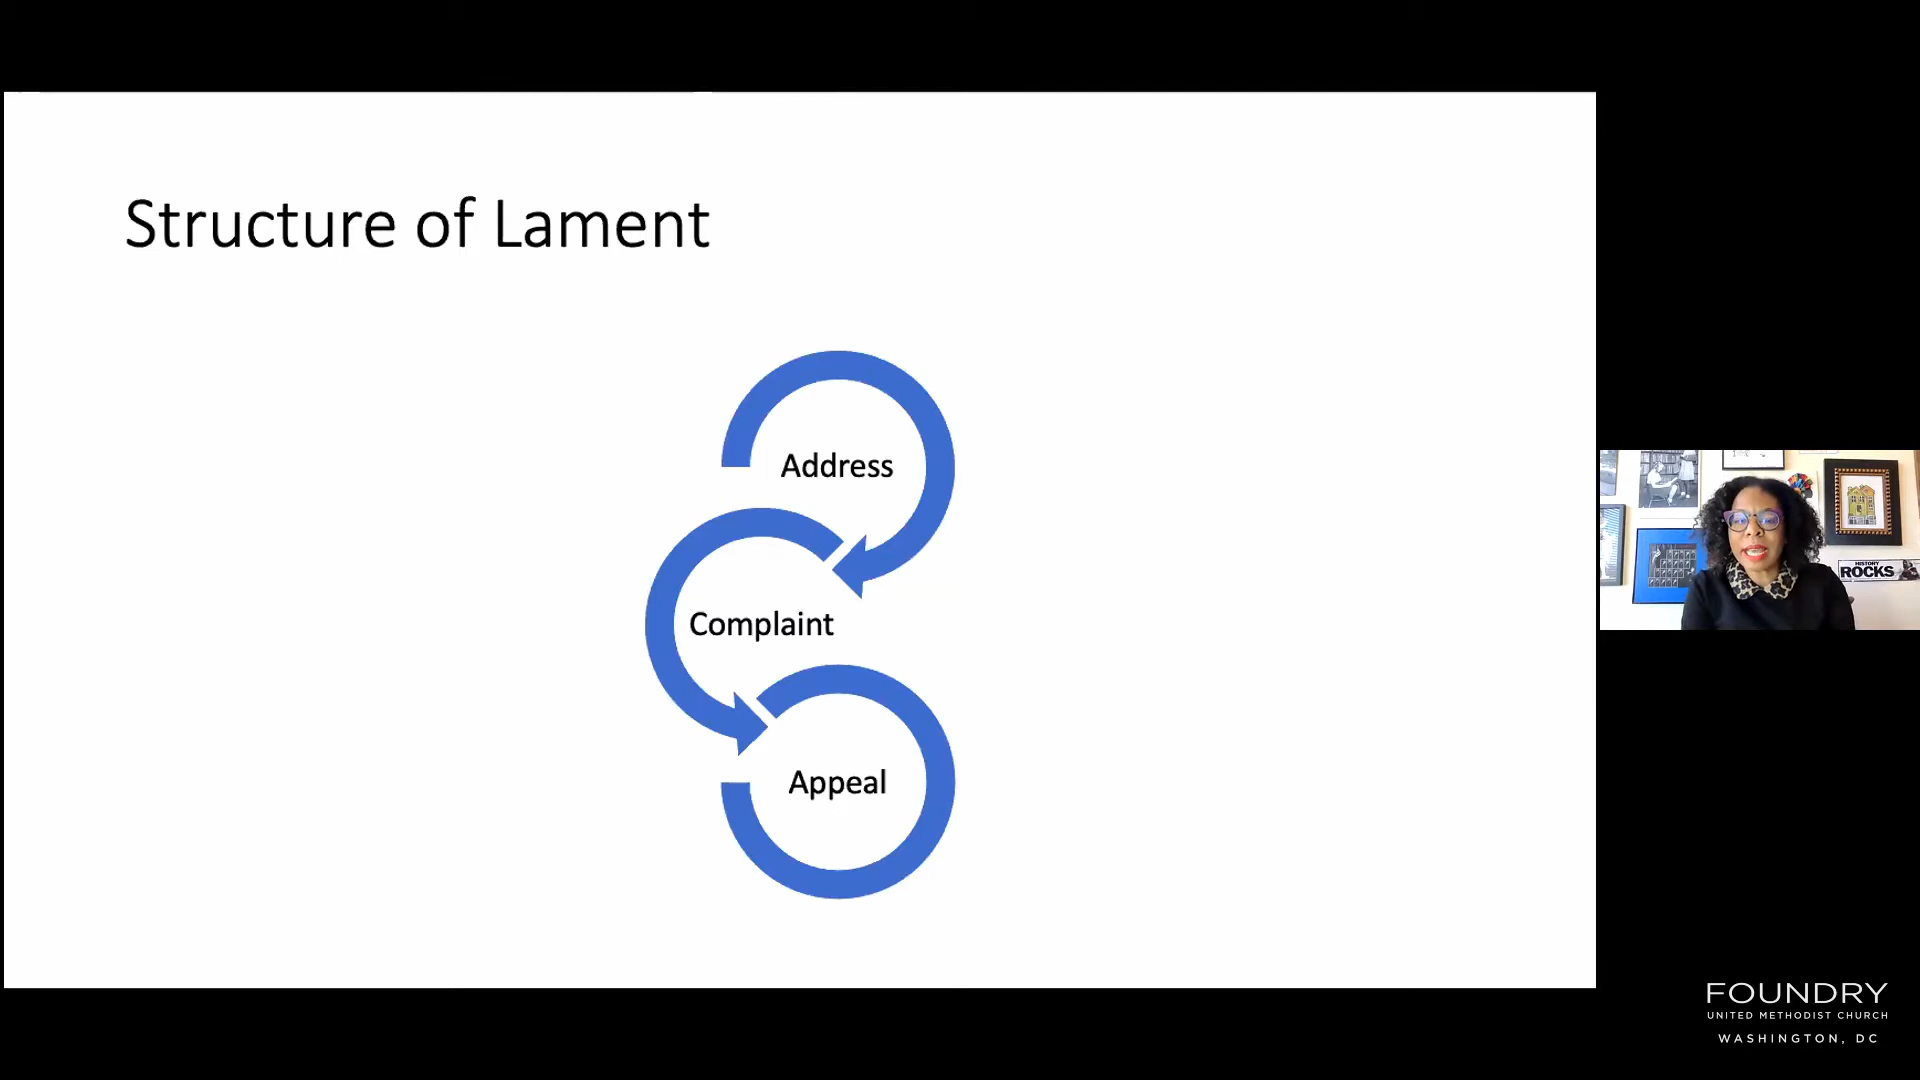 Structure of Lament
Address
Complaint
Appeal
HISTORY
ROCKS
FOUNDRY
UNITED METHODIST CHURCH
WASHINGTON, DC